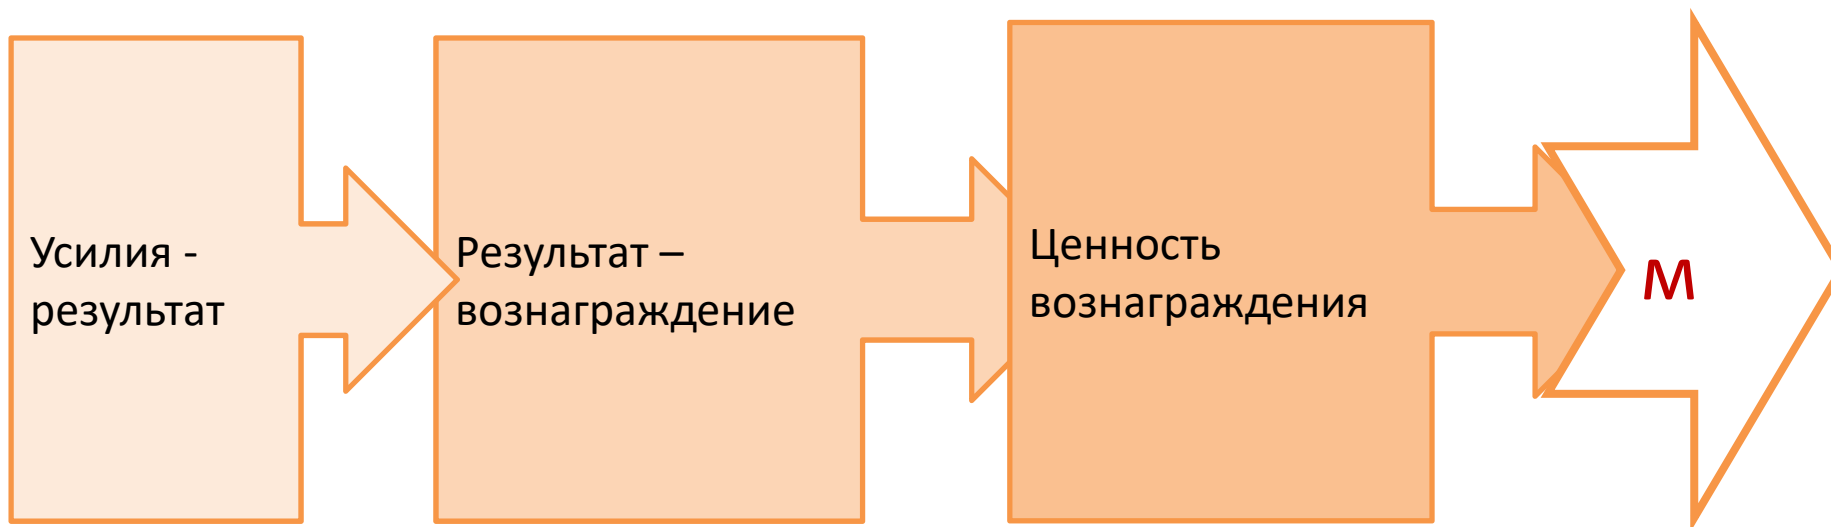 Усилия -
результат
Результат –
вознаграждение
Ценность
вознаграждения
М